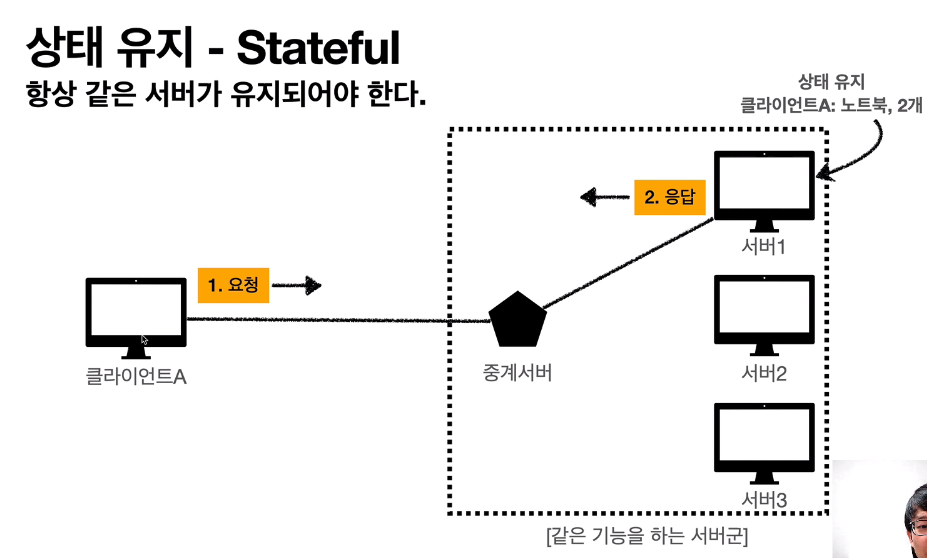 상태 유지 - Stateful
항상 같은 서버가 유지되어야 한다.
상태 유지
클라이언트A: 노트북, 2개
2. 응답
서버1
1. 요청
클라이언트A
중계서버
서버2
서버3
[같은 기능을 하는 서버군]